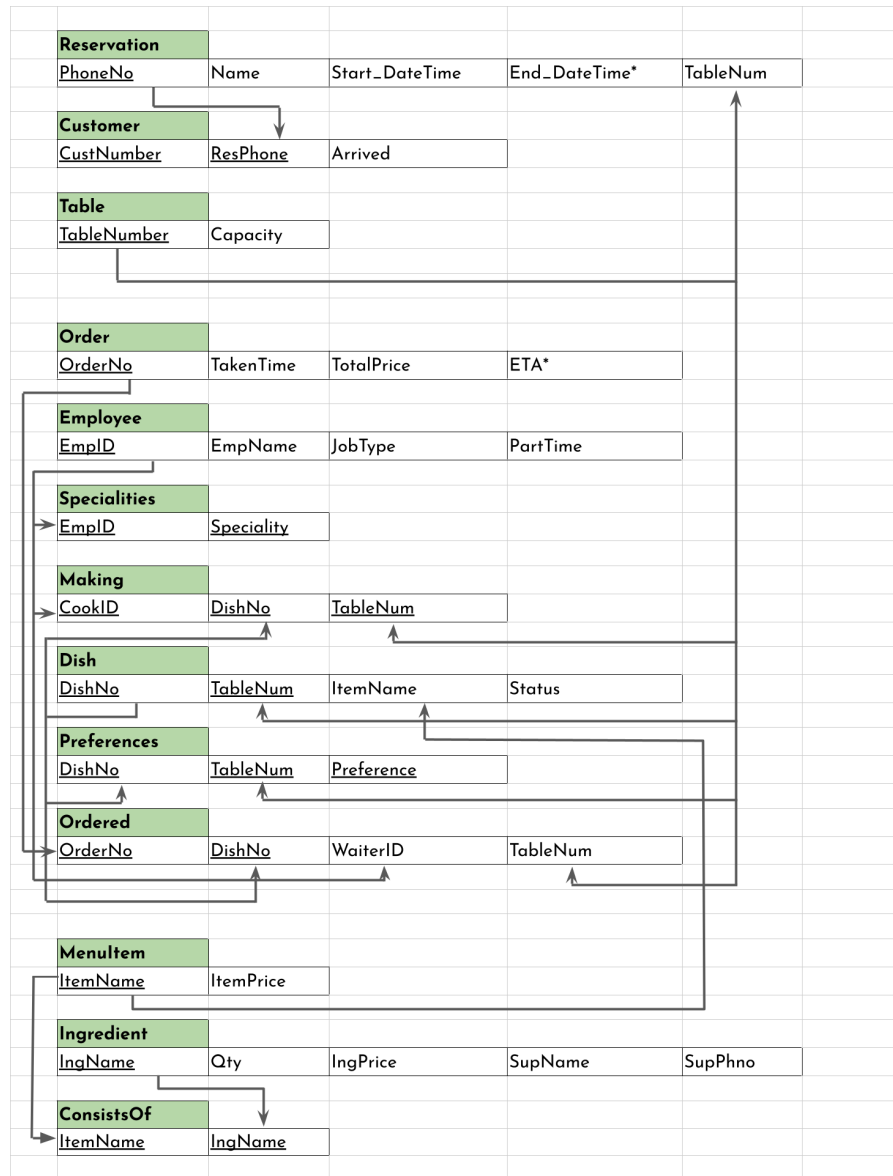 Reservation
PhoneNo Name Start_DateTime End_DateTime* TableNum
Customer
CustNumber ResPhone Arrived
Table
TableNumber Capacity
Order
OrderNo TakenTime TotalPrice ETA*
Employee
EmpID EmpName JobType PartTime
Specialities
EmpID Speciality
Making
CookID DishNo TableNum
Dish
DishNo TableNum ItemName Status
Preferences
DishNo TableNum Preference
Ordered
OrderNo DishNo WaiterID TableNum
MenuItem
ItemName ItemPrice
Ingredient
IngName Qty IngPrice SupName SupPhno
ConsistsOf
ItemName IngName